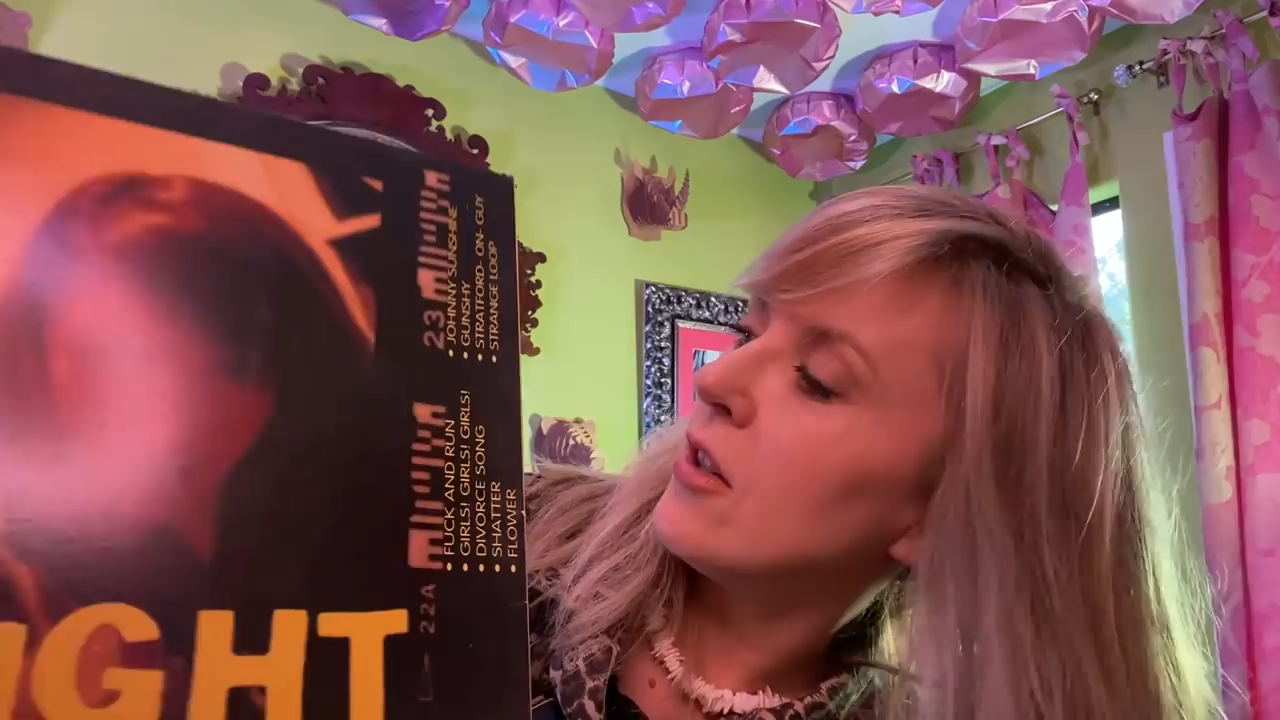 23
• JOHNNY SUNSHINE
• GUNSHY
• STRATFORD-ON-GUY
• STRANGE LOOP
• FUCK AND RUN
• GIRLS! GIRLS! GIRLS!
• DIVORCE SONG
• SHATTER
• FLOWER
22A
IGHT